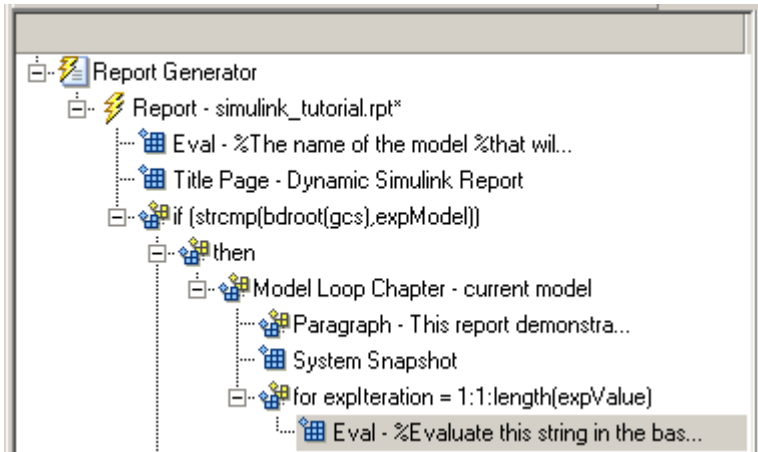 Report Generator
Report - simulink_tutorial.rpt*
Eval - %The name of the model %that wil...
Title Page - Dynamic Simulink Report
if (strcmp(bdroot(gcs),expModel))
then
Model Loop Chapter - current model
Paragraph - This report demonstra...
System Snapshot
for expIteration = 1:1:length(expValue)
Eval - %Evaluate this string in the bas...